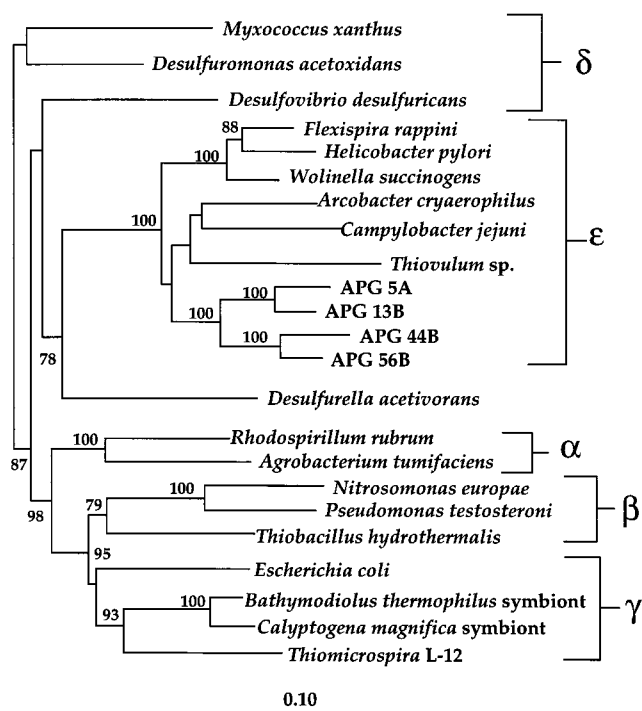 Myxococcus xanthus
Desulfuromonas acetoxidans
δ
Desulfovibrio desulfuricans
88
Flexispira rappini
Helicobacter pylori
100
Wolinella succinogens
Arcobacter cryaerophilus
100
Campylobacter jejuni
ε
Thiovulum sp.
100
APG 5A
APG 13B
100
APG 44B
APG 56B
78
Desulfurella acetivorans
100
Rhodospirillum rubrum
α
Agrobacterium tumifaciens
87
100
Nitrosomonas europae
79
Pseudomonas testosteroni
β
98
Thiobacillus hydrothermalis
95
Escherichia coli
100
Bathymodiolus thermophilus symbiont
93
Calyptogena magnifica symbiont
γ
Thiomicrospira L-12
0.10